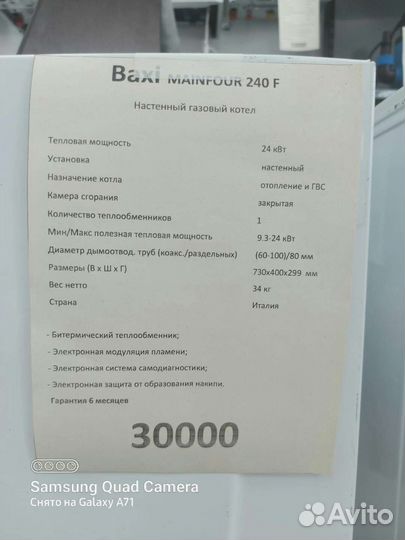 Baxi MAINFOUR 240 F
Настенный газовый котел
Тепловая мощность 24 кВт
Установка настенный
Назначение котла отопление и ГВС
Камера сгорания закрытая
Количество теплообменников 1
Мин/Макс полезная тепловая мощность 9.3-24 кВт
Диаметр дымоотвод. труб (коакс./раздельных) (60-100)/80 мм
Размеры (В х Ш х Г) 730х400х299 мм
Вес нетто 34 кг
Страна Италия
- Битермический теплообменник;
- Электронная модуляция пламени;
- Электронная система самодиагностики;
- Электронная защита от образования накипи.
Гарантия 6 месяцев
30000
Samsung Quad Camera
Снято на Galaxy A71
Avito